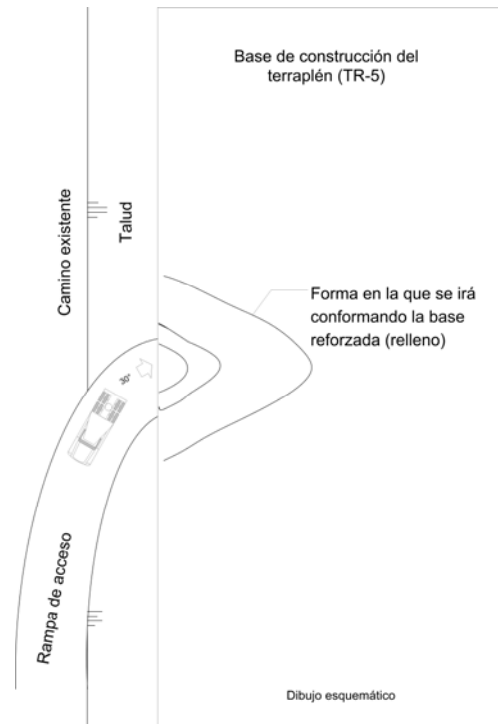 Base de construcción del
terraplén (TR-5)
Camino existente
Talud
Forma en la que se irá
conformando la base
reforzada (relleno)
30°
Rampa de acceso
Dibujo esquemático